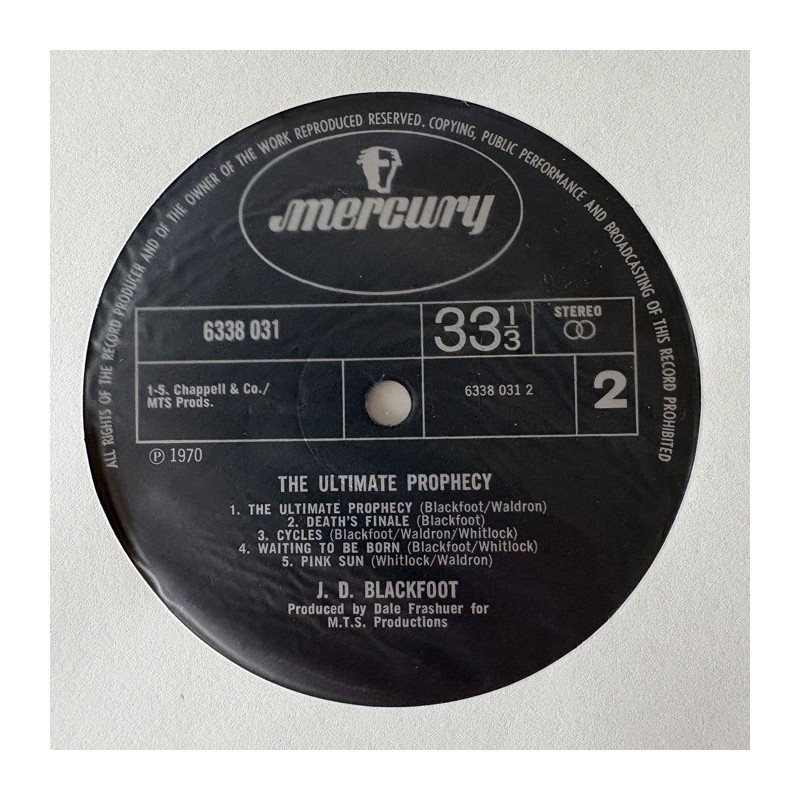 ALL RIGHTS OF THE RECORD PRODUCER AND OF THE OWNER OF THE WORK REPRODUCED RESERVED. COPYING, PUBLIC PERFORMANCE AND BROADCASTING OF THIS RECORD PROHIBITED
mercury
6338 031
33 1/3
STEREO
1-5. Chappell & Co./
MTS Prods.
6338 031 2
2
℗ 1970
THE ULTIMATE PROPHECY
1. THE ULTIMATE PROPHECY (Blackfoot/Waldron)
2. DEATH'S FINALE (Blackfoot)
3. CYCLES (Blackfoot/Waldron/Whitlock)
4. WAITING TO BE BORN (Blackfoot/Whitlock)
5. PINK SUN (Whitlock/Waldron)
J. D. BLACKFOOT
Produced by Dale Frashuer for
M.T.S. Productions